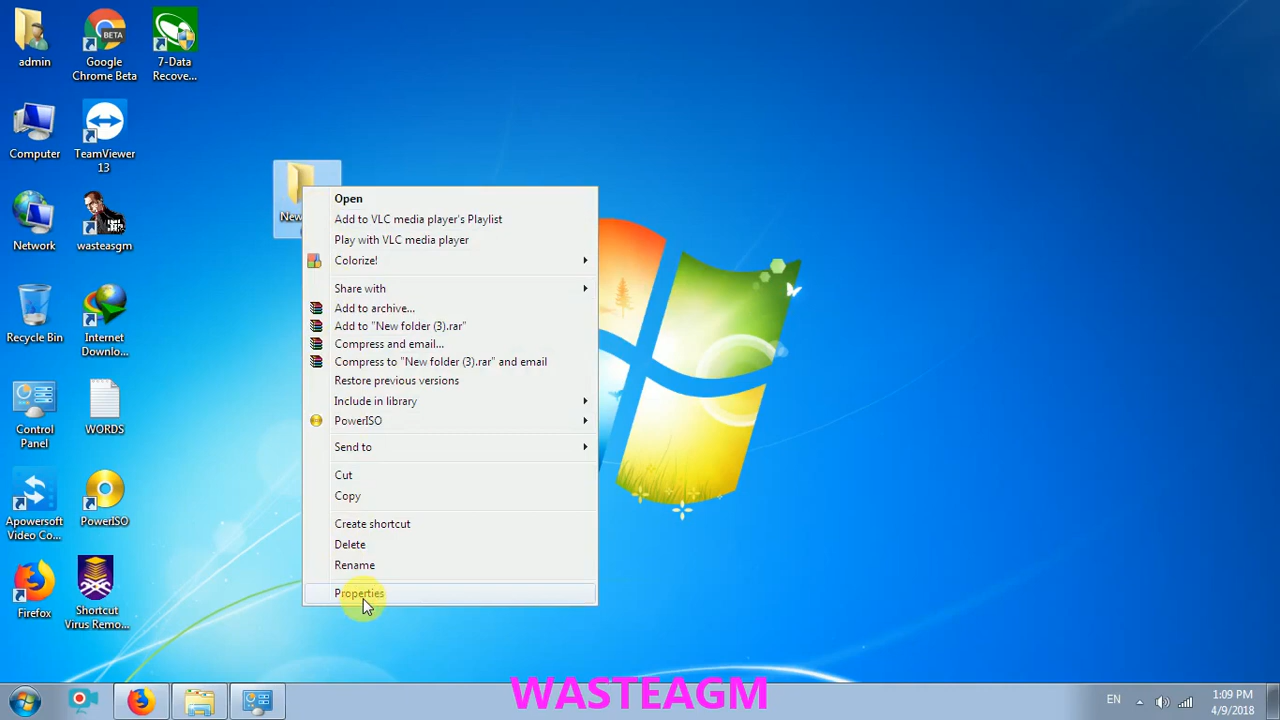 admin
Google
Chrome Beta
BETA
7-Data
Recove...
Computer
TeamViewer
13
Network
wasteasgm
Recycle Bin
Internet
Downlo...
Control
Panel
WORDS
Apowersoft
Video Co...
PowerISO
Firefox
Shortcut
Virus Remo...
New
Open
Add to VLC media player's Playlist
Play with VLC media player
Colorize!
Share with
Add to archive...
Add to "New folder (3).rar"
Compress and email...
Compress to "New folder (3).rar" and email
Restore previous versions
Include in library
PowerISO
Send to
Cut
Copy
Create shortcut
Delete
Rename
Properties
WASTEAGM
EN
1:09 PM
4/9/2018